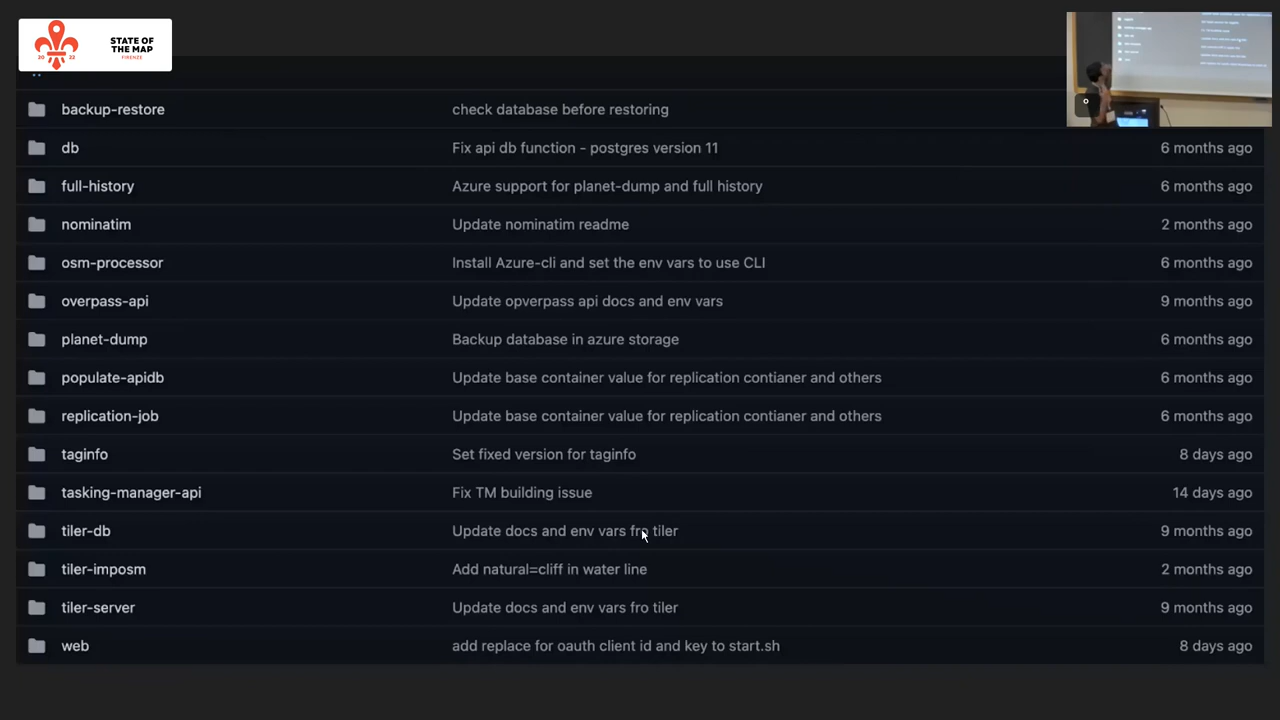 STATE OF
THE MAP
20 22 FIRENZE
..
backup-restore check database before restoring
db Fix api db function - postgres version 11 6 months ago
full-history Azure support for planet-dump and full history 6 months ago
nominatim Update nominatim readme 2 months ago
osm-processor Install Azure-cli and set the env vars to use CLI 6 months ago
overpass-api Update opverpass api docs and env vars 9 months ago
planet-dump Backup database in azure storage 6 months ago
populate-apidb Update base container value for replication contianer and others 6 months ago
replication-job Update base container value for replication contianer and others 6 months ago
taginfo Set fixed version for taginfo 8 days ago
tasking-manager-api Fix TM building issue 14 days ago
tiler-db Update docs and env vars fro tiler 9 months ago
tiler-imposm Add natural=cliff in water line 2 months ago
tiler-server Update docs and env vars fro tiler 9 months ago
web add replace for oauth client id and key to start.sh 8 days ago